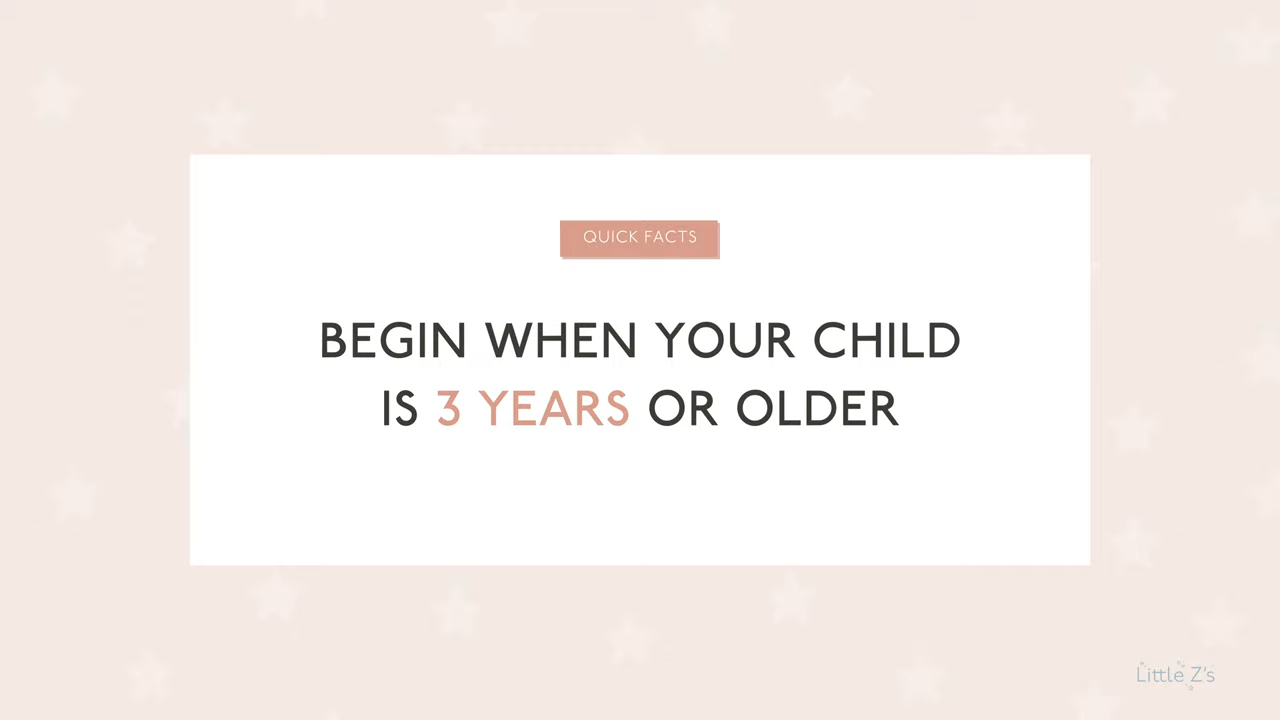 QUICK FACTS
BEGIN WHEN YOUR CHILD
IS 3 YEARS OR OLDER
Little Z's